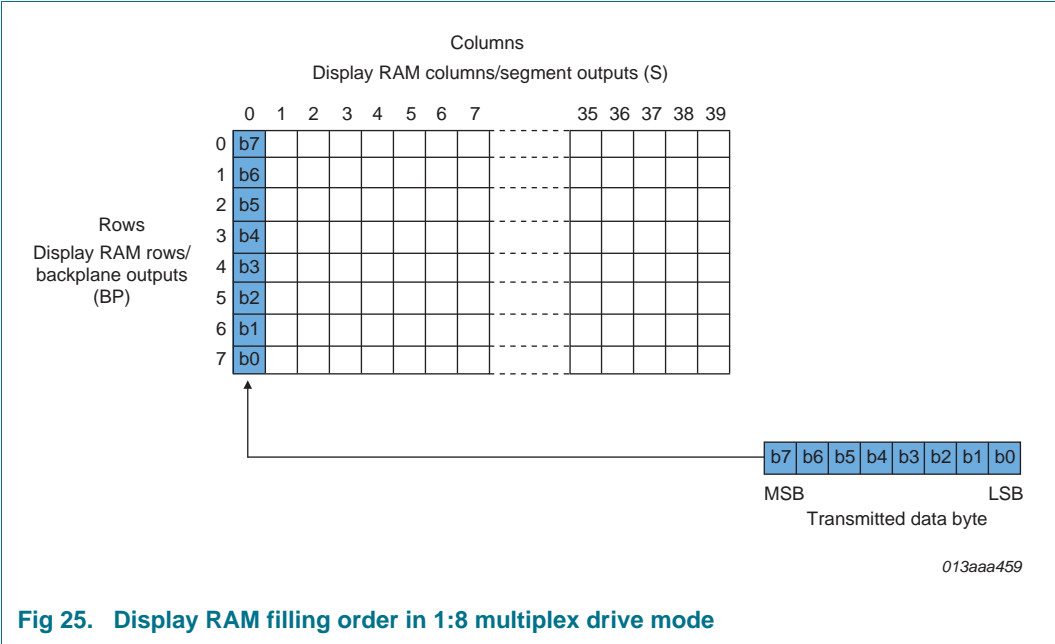 Columns
Display RAM columns/segment outputs (S)
0 1 2 3 4 5 6 7 35 36 37 38 39
0 b7
1 b6
2 b5
3 b4
4 b3
5 b2
6 b1
7 b0
Rows
Display RAM rows/
backplane outputs
(BP)
b7 b6 b5 b4 b3 b2 b1 b0
MSB LSB
Transmitted data byte
013aaa459
Fig 25. Display RAM filling order in 1:8 multiplex drive mode